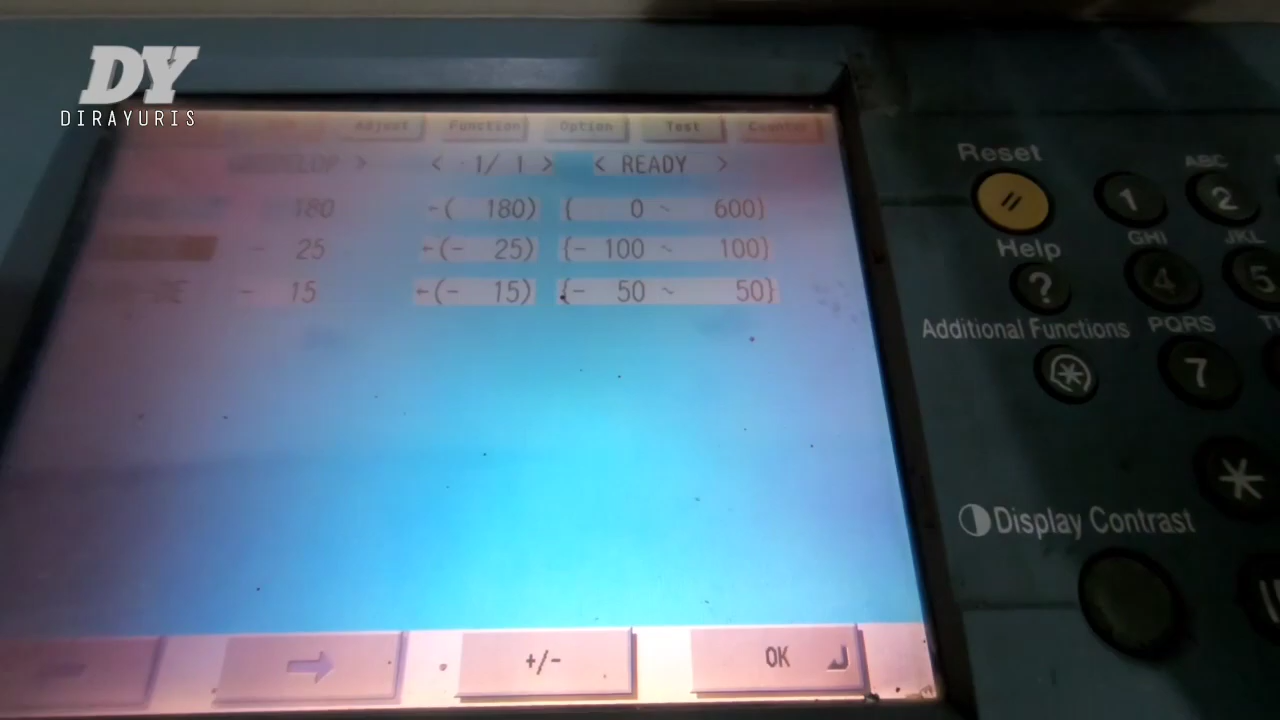 DY
DIRAYURIS
Adjust Function Option Test Counter
> < 1/ 1 > < READY >
180 ←( 180) { 0 ~ 600}
- 25 ←(- 25) {- 100 ~ 100}
- 15 ←(- 15) {- 50 ~ 50}
+/- OK
Reset
Help
?
Additional Functions
Display Contrast
1
ABC
2
GHI
4
JKL
5
PQRS
7